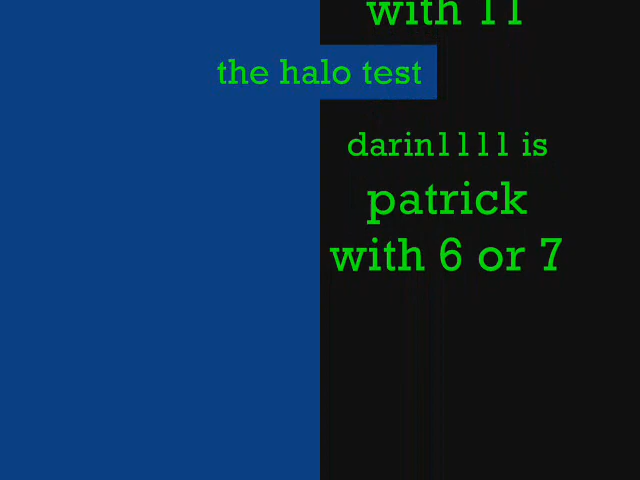 with 11
the halo test
darin1111 is
patrick
with 6 or 7